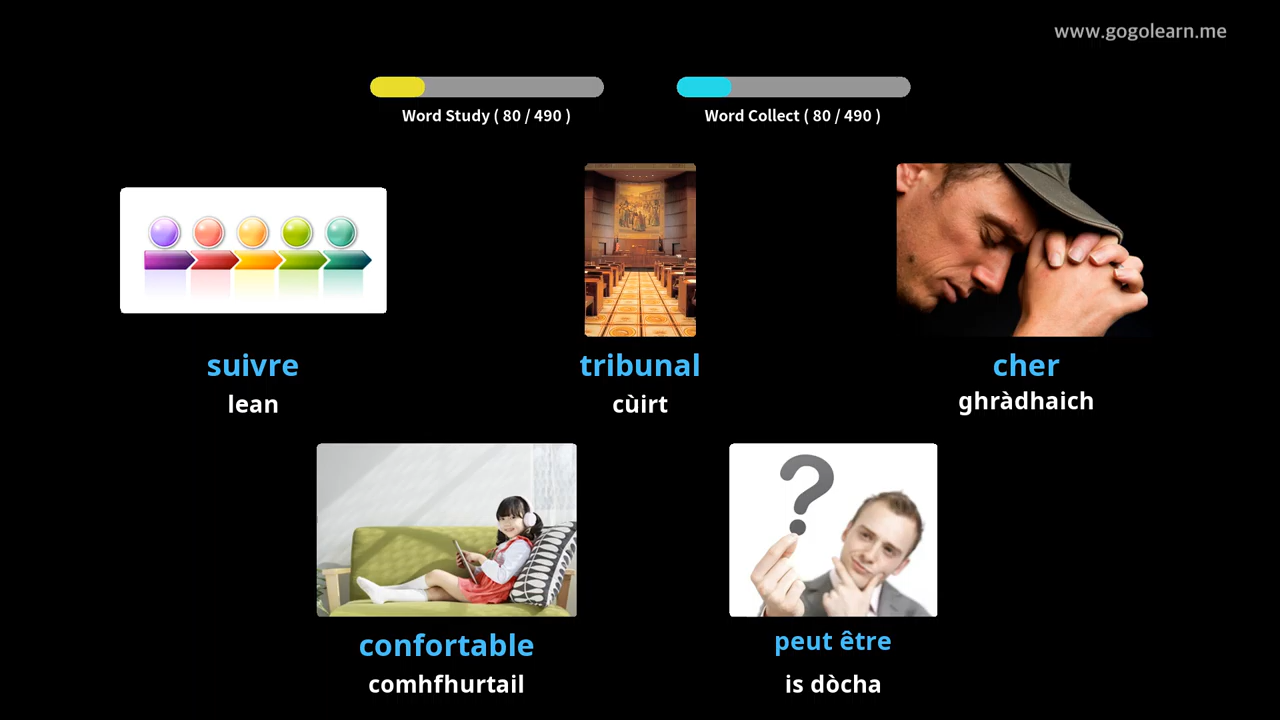 www.gogolearn.me
Word Study ( 80 / 490 )
Word Collect ( 80 / 490 )
suivre
lean
tribunal
cùirt
cher
ghràdhaich
confortable
comhfhurtail
peut être
is dòcha